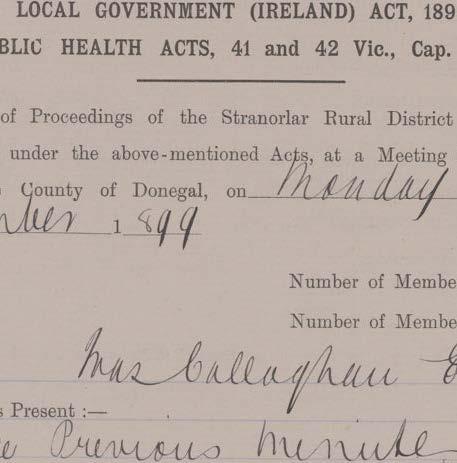 LOCAL GOVERNMENT (IRELAND) ACT, 189
BLIC HEALTH ACTS, 41 and 42 Vic., Cap.
of Proceedings of the Stranorlar Rural District
under the above-mentioned Acts, at a Meeting
County of Donegal, on Monday
mber 1899
Number of Membe
Number of Membe
Callaghan E
s Present :—
Previous Minute